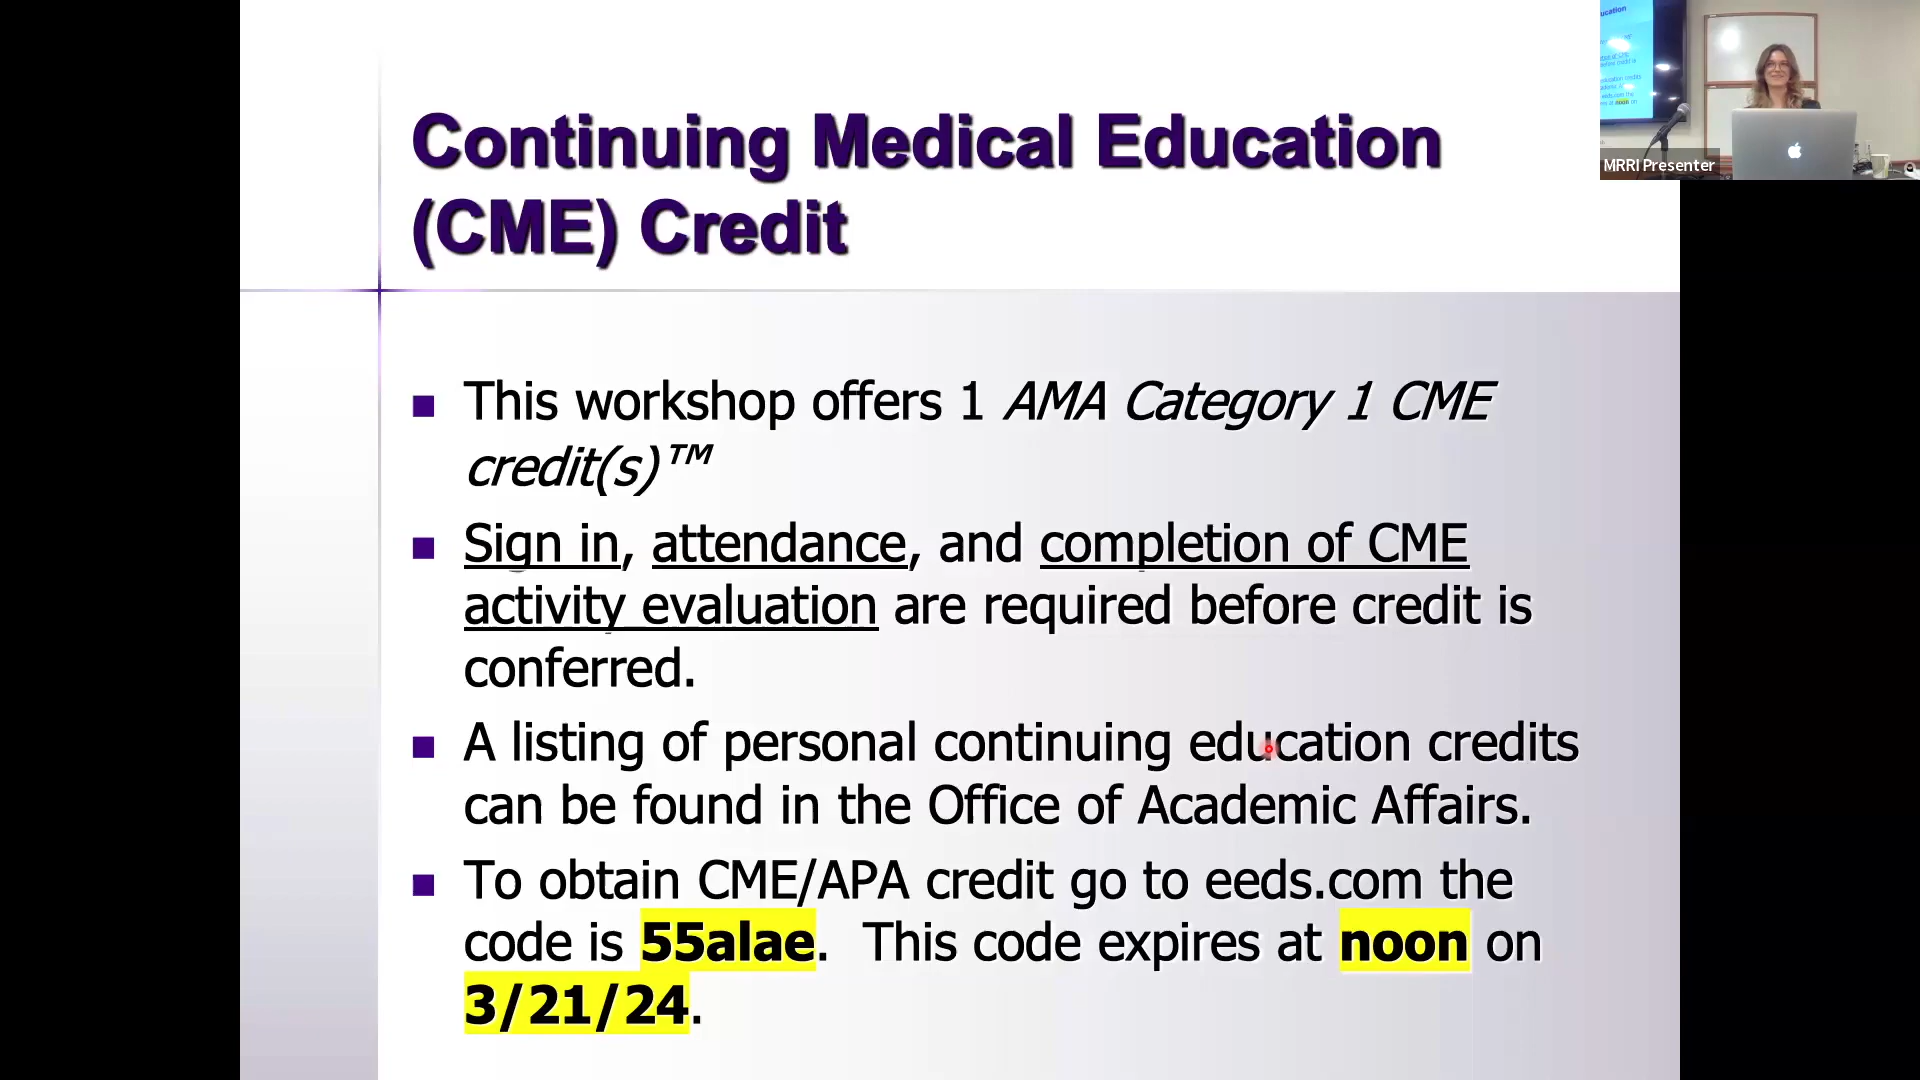 Continuing Medical Education
(CME) Credit
This workshop offers 1 AMA Category 1 CME
credit(s)™
Sign in, attendance, and completion of CME
activity evaluation are required before credit is
conferred.
A listing of personal continuing education credits
can be found in the Office of Academic Affairs.
To obtain CME/APA credit go to eeds.com the
code is 55alae.  This code expires at noon on
3/21/24.
MRRI Presenter